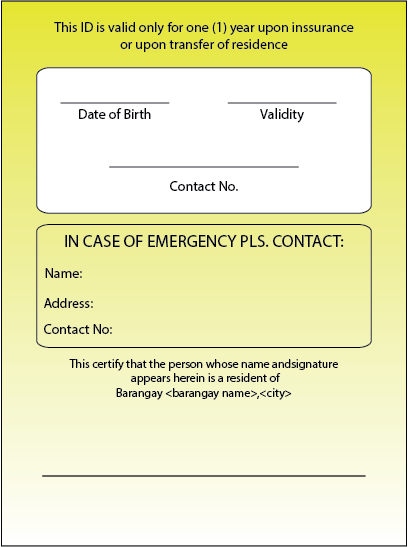 This ID is valid only for one (1) year upon inssurance
or upon transfer of residence
Date of Birth
Validity
Contact No.
IN CASE OF EMERGENCY PLS. CONTACT:
Name:
Address:
Contact No:
This certify that the person whose name andsignature
appears herein is a resident of
Barangay <barangay name>,<city>